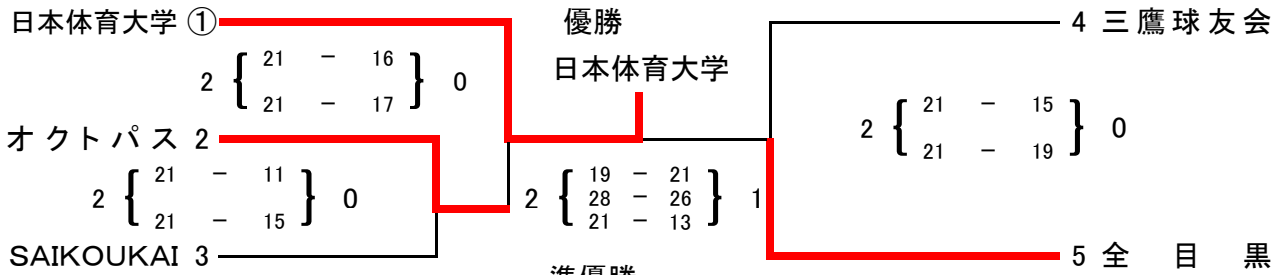 日本体育大学 ①
優勝
4 三鷹球友会
日本体育大学
2 { 21 － 16 } 0
21 － 17
2 { 21 － 15 } 0
21 － 19
オクトパス 2
2 { 21 － 11 } 0
21 － 15
2 { 19 － 21 } 1
28 － 26
21 － 13
SAIKOUKAI 3
5 全目黒
準優勝